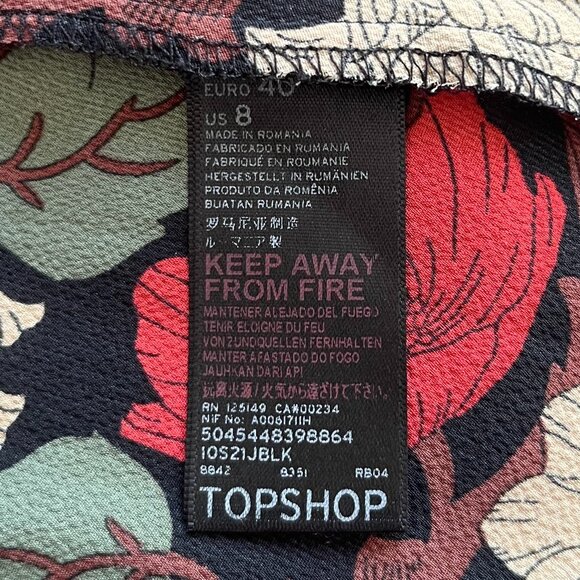 EURO 40
US 8
MADE IN ROMANIA
FABRICADO EN RUMANIA
FABRIQUÉ EN ROUMANIE
HERGESTELLT IN RUMÄNIEN
PRODUTO DA ROMÊNIA
BUATAN RUMANIA
罗马尼亚制造
ルーマニア製
KEEP AWAY
FROM FIRE
MANTENER ALEJADO DEL FUEGO
TENIR ELOIGNE DU FEU
VON ZUNDQUELLEN FERNHALTEN
MANTER AFASTADO DO FOGO
JAUHKAN DARI API
远离火源/火気から遠ざけて下さい。
RN 125149 CA#00234
NIF No: A0061711H
5045448398864
10S21JBLK
8842 8351 RB04
TOPSHOP